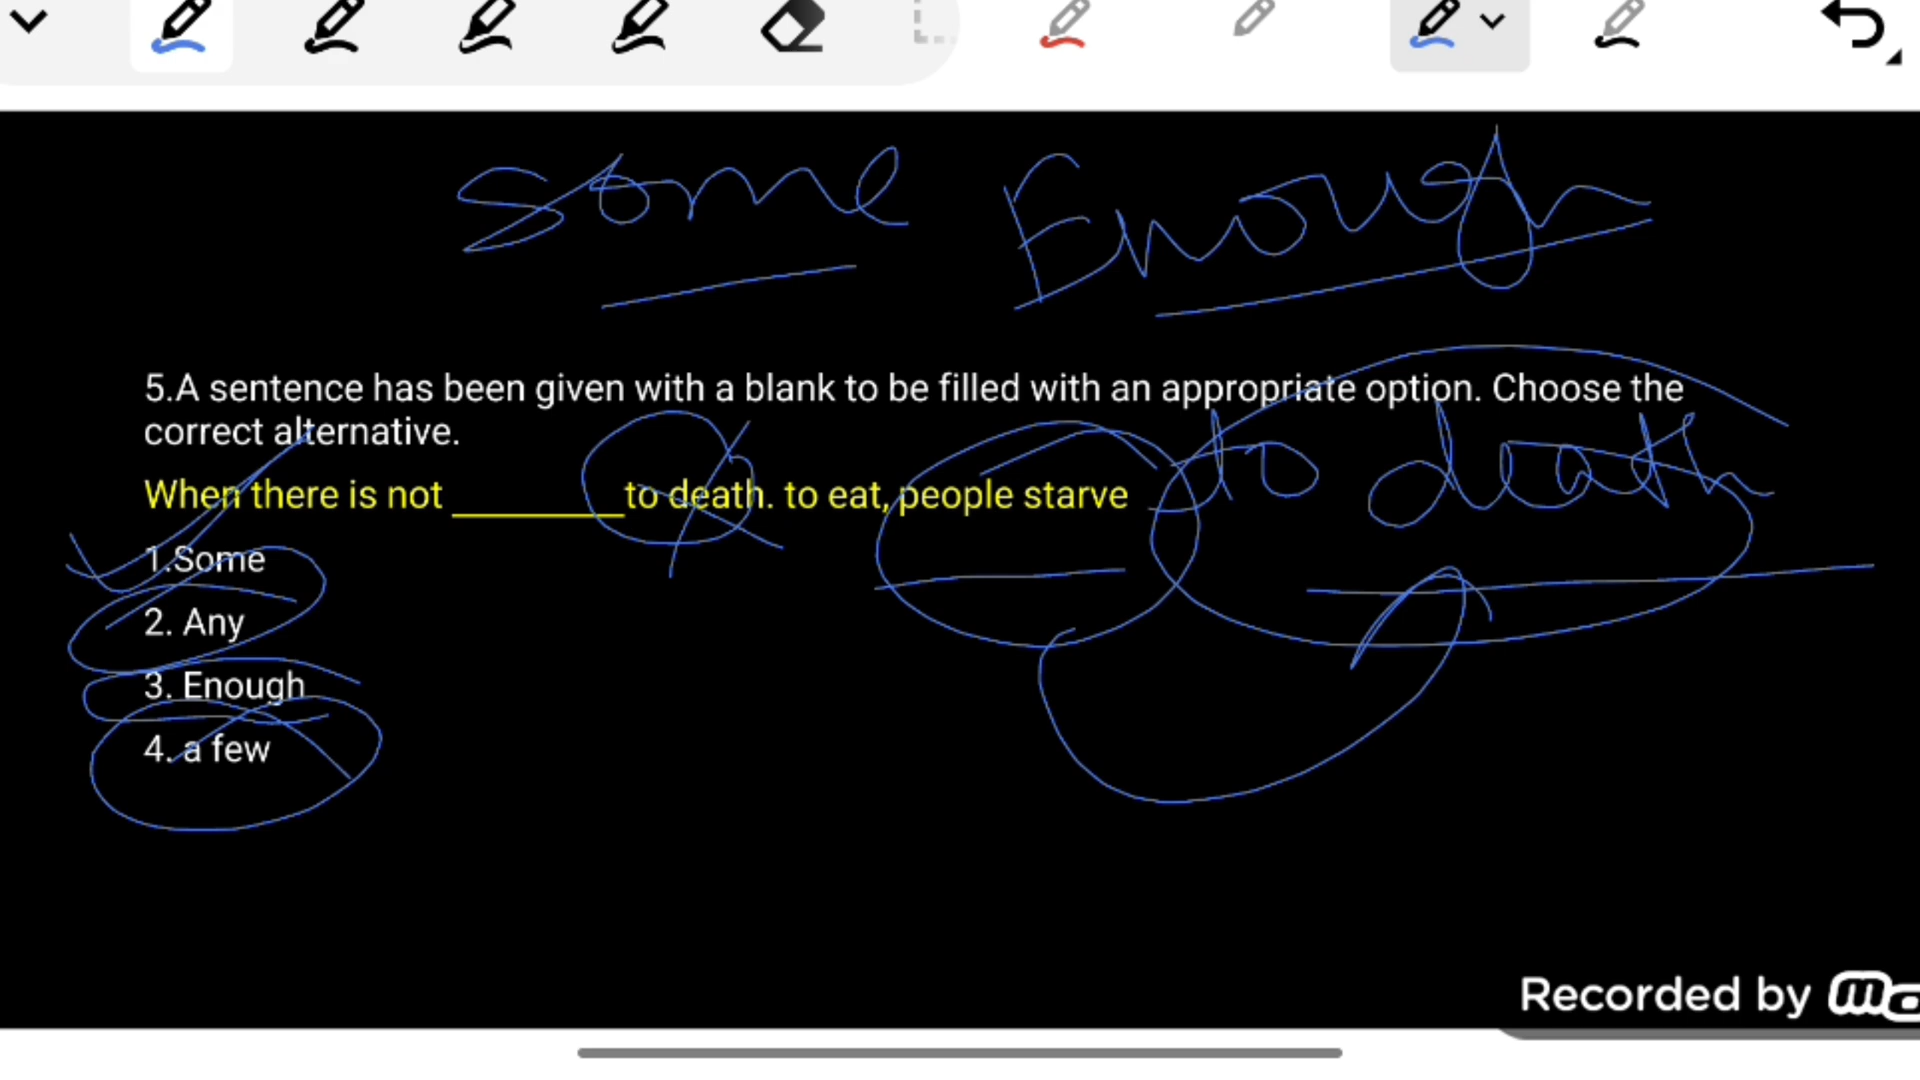 some Enough
5.A sentence has been given with a blank to be filled with an appropriate option. Choose the
correct alternative.
to death
When there is not _________to death. to eat, people starve
1.Some
2. Any
3. Enough
4. a few
Recorded by